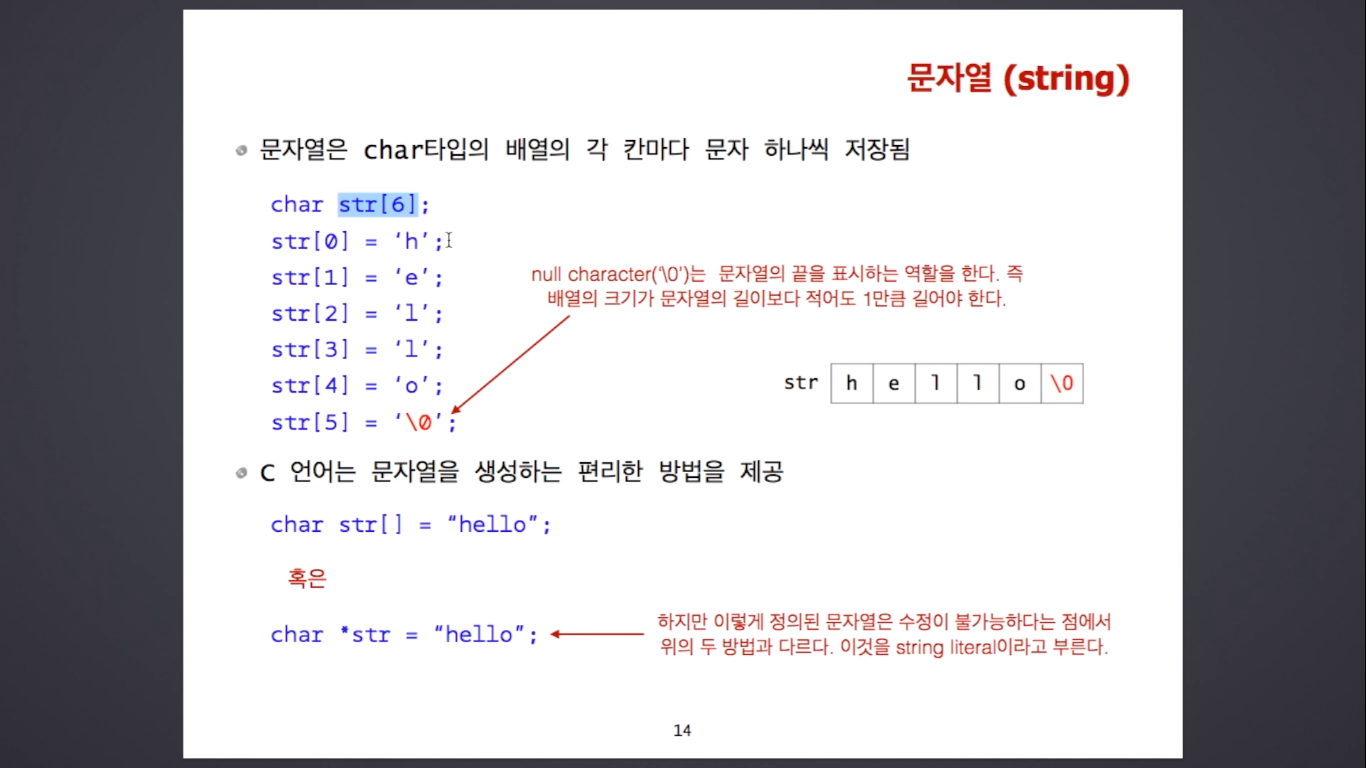 문자열 (string)
문자열은 char타입의 배열의 각 칸마다 문자 하나씩 저장됨
char str[6];
str[0] = ‘h’;
str[1] = ‘e’;
str[2] = ‘l’;
str[3] = ‘l’;
str[4] = ‘o’;
str[5] = ‘\0’;
null character('\0')는 문자열의 끝을 표시하는 역할을 한다. 즉
배열의 크기가 문자열의 길이보다 적어도 1만큼 길어야 한다.
str h e l l o \0
C 언어는 문자열을 생성하는 편리한 방법을 제공
char str[] = “hello”;
혹은
char *str = “hello”;
하지만 이렇게 정의된 문자열은 수정이 불가능하다는 점에서
위의 두 방법과 다르다. 이것을 string literal이라고 부른다.
14